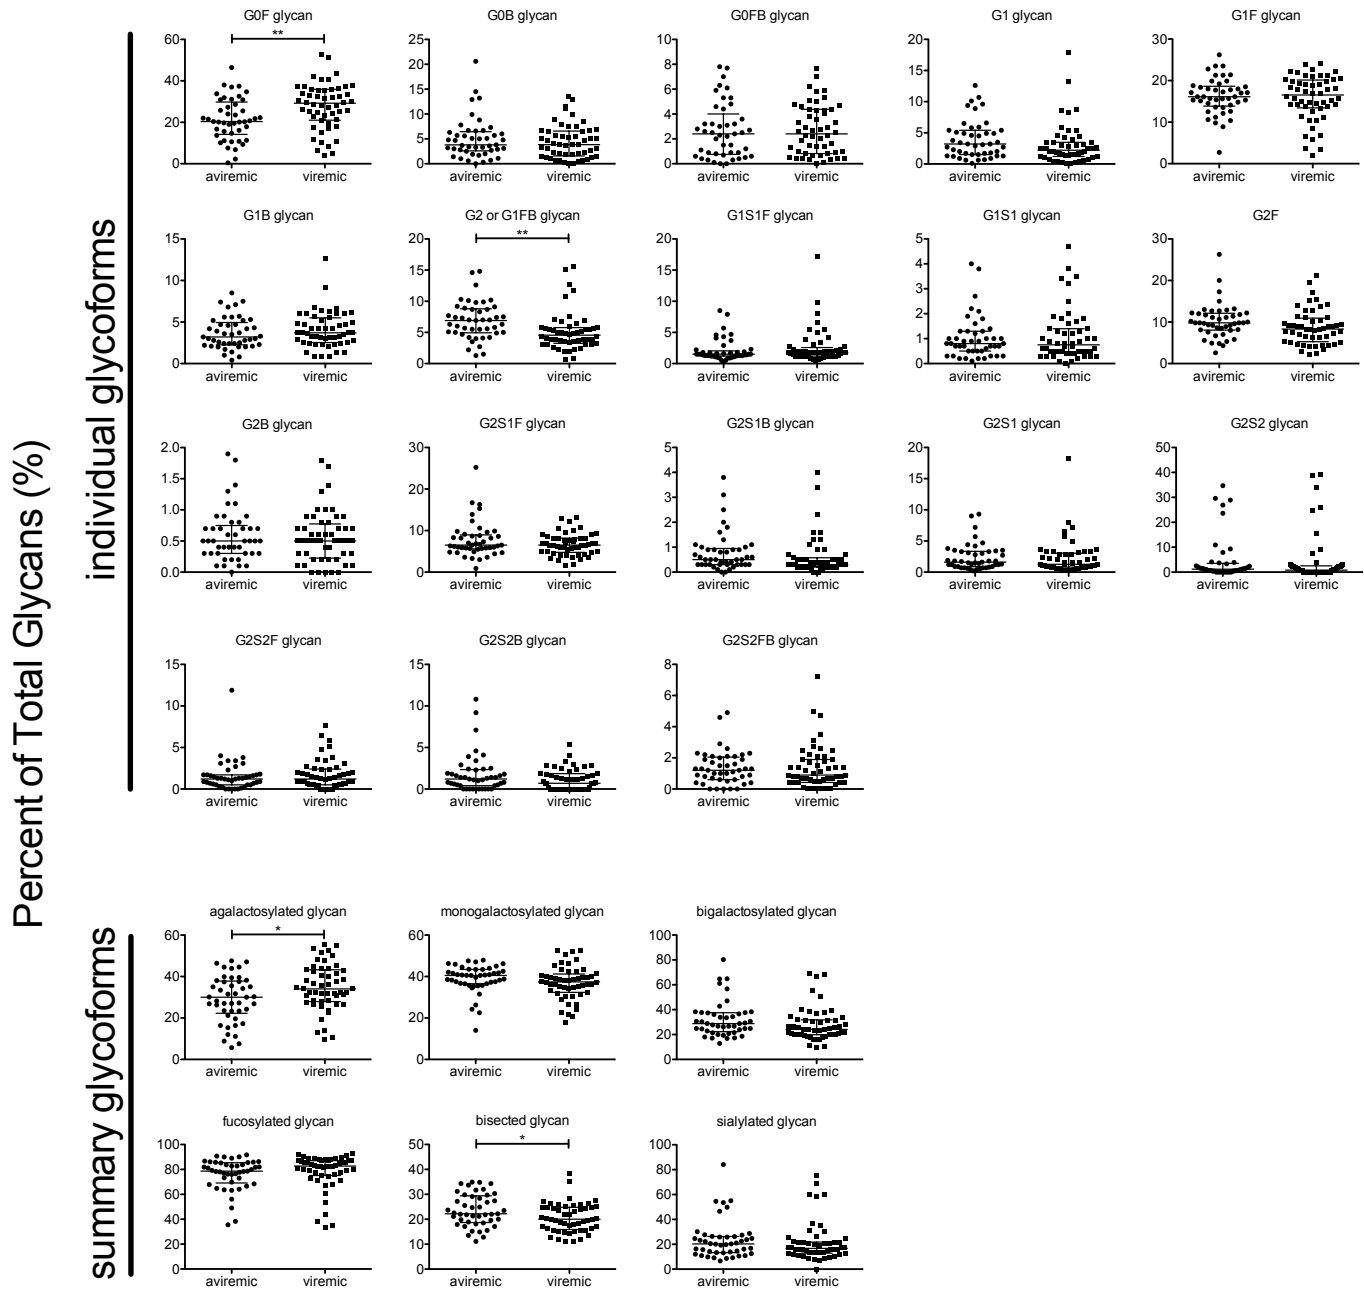 Percent of Total Glycans (%)
individual glycoforms
G0F glycan
**
60
40
20
0
aviremic
viremic
G0B glycan
25
20
15
10
5
0
aviremic
viremic
G0FB glycan
10
8
6
4
2
0
aviremic
viremic
G1 glycan
20
15
10
5
0
aviremic
viremic
G1F glycan
30
20
10
0
aviremic
viremic
G1B glycan
15
10
5
0
aviremic
viremic
G2 or G1FB glycan
**
20
15
10
5
0
aviremic
viremic
G1S1F glycan
20
15
10
5
0
aviremic
viremic
G1S1 glycan
5
4
3
2
1
0
aviremic
viremic
G2F
30
20
10
0
aviremic
viremic
G2B glycan
2.0
1.5
1.0
0.5
0.0
aviremic
viremic
G2S1F glycan
30
20
10
0
aviremic
viremic
G2S1B glycan
5
4
3
2
1
0
aviremic
viremic
G2S1 glycan
20
15
10
5
0
aviremic
viremic
G2S2 glycan
50
40
30
20
10
0
aviremic
viremic
G2S2F glycan
15
10
5
0
aviremic
viremic
G2S2B glycan
15
10
5
0
aviremic
viremic
G2S2FB glycan
8
6
4
2
0
aviremic
viremic
summary glycoforms
agalactosylated glycan
*
60
40
20
0
aviremic
viremic
monogalactosylated glycan
60
40
20
0
aviremic
viremic
bigalactosylated glycan
100
80
60
40
20
0
aviremic
viremic
fucosylated glycan
100
80
60
40
20
0
aviremic
viremic
bisected glycan
*
50
40
30
20
10
0
aviremic
viremic
sialylated glycan
100
80
60
40
20
0
aviremic
viremic